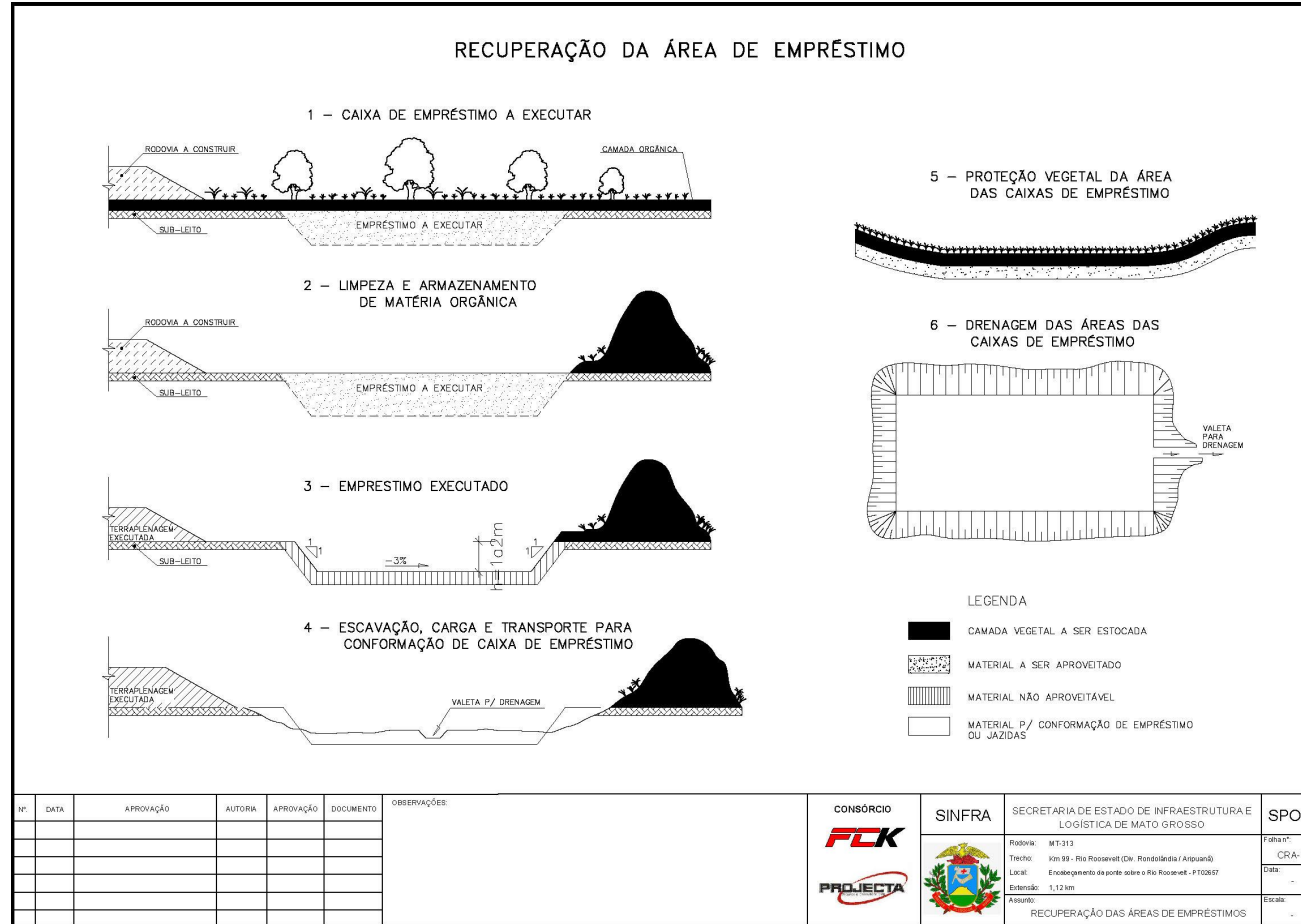 RECUPERAÇÃO DA ÁREA DE EMPRÉSTIMO
1 – CAIXA DE EMPRÉSTIMO A EXECUTAR
RODOVIA A CONSTRUIR
CAMADA ORGÂNICA
EMPRÉSTIMO A EXECUTAR
SUB-LEITO
2 – LIMPEZA E ARMAZENAMENTO
DE MATÉRIA ORGÂNICA
RODOVIA A CONSTRUIR
EMPRÉSTIMO A EXECUTAR
SUB-LEITO
3 – EMPRESTIMO EXECUTADO
TERRAPLENAGEM
EXECUTADA
SUB-LEITO
1
1
-3%
h=1a2m
1
1
4 – ESCAVAÇÃO, CARGA E TRANSPORTE PARA
CONFORMAÇÃO DE CAIXA DE EMPRÉSTIMO
TERRAPLENAGEM
EXECUTADA
VALETA P/ DRENAGEM
5 – PROTEÇÃO VEGETAL DA ÁREA
DAS CAIXAS DE EMPRÉSTIMO
6 – DRENAGEM DAS ÁREAS DAS
CAIXAS DE EMPRÉSTIMO
VALETA
PARA
DRENAGEM
LEGENDA
CAMADA VEGETAL A SER ESTOCADA
MATERIAL A SER APROVEITADO
MATERIAL NÃO APROVEITÁVEL
MATERIAL P/ CONFORMAÇÃO DE EMPRÉSTIMO
OU JAZIDAS
Nº. DATA APROVAÇÃO AUTORIA APROVAÇÃO DOCUMENTO
OBSERVAÇÕES:
CONSÓRCIO
FCK
PROJECTA
SINFRA
SECRETARIA DE ESTADO DE INFRAESTRUTURA E
LOGÍSTICA DE MATO GROSSO
SPO
Rodovia: MT-313
Trecho: Km 99 - Rio Roosevelt (Div. Rondolândia / Aripuanã)
Local: Encabeçamento da ponte sobre o Rio Roosevelt - PT02657
Extensão: 1,12 km
Assunto:
RECUPERAÇÃO DAS ÁREAS DE EMPRÉSTIMOS
Folha nº:
CRA-
Data:
-
Escala:
-